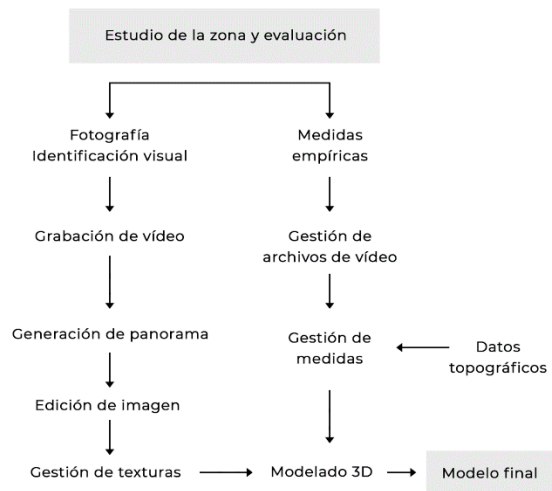 Estudio de la zona y evaluación
Fotografía
Identificación visual
Medidas
empíricas
Grabación de vídeo
Gestión de
archivos de vídeo
Generación de panorama
Gestión de
medidas
Datos
topográficos
Edición de imagen
Gestión de texturas
Modelado 3D
Modelo final